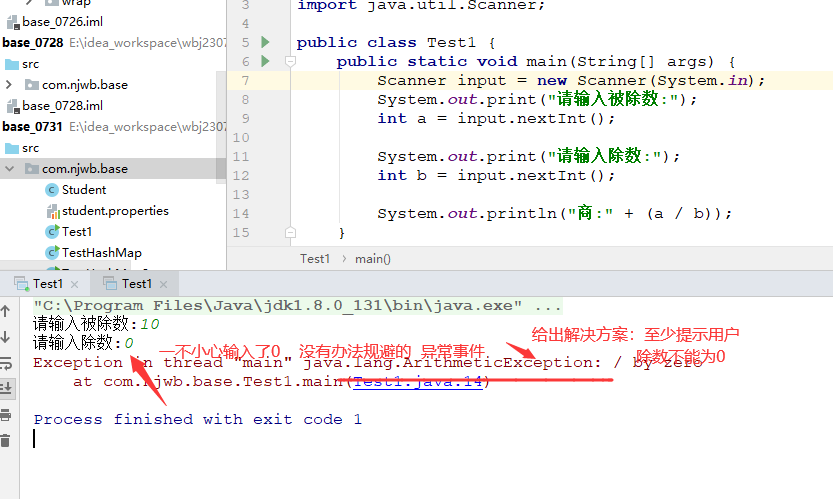 wrap
base_0726.iml
base_0728 E:\idea_workspace\wbj2307
src
com.njwb.base
base_0728.iml
base_0731 E:\idea_workspace\wbj2307
src
com.njwb.base
Student
student.properties
Test1
TestHashMap
3 import java.util.Scanner;
4
5 public class Test1 {
6 public static void main(String[] args) {
7 Scanner input = new Scanner(System.in);
8 System.out.print("请输入被除数:");
9 int a = input.nextInt();
10
11 System.out.print("请输入除数:");
12 int b = input.nextInt();
13
14 System.out.println("商:" + (a / b));
15 }
Test1 › main()
Test1 × Test1 ×
"C:\Program Files\Java\jdk1.8.0_131\bin\java.exe" ...
请输入被除数:10
请输入除数:0
一不小心输入了0 没有办法规避的 异常事件
给出解决方案：至少提示用户
除数不能为0
Exception in thread "main" java.lang.ArithmeticException: / by zero
at com.njwb.base.Test1.main(Test1.java:14)
Process finished with exit code 1